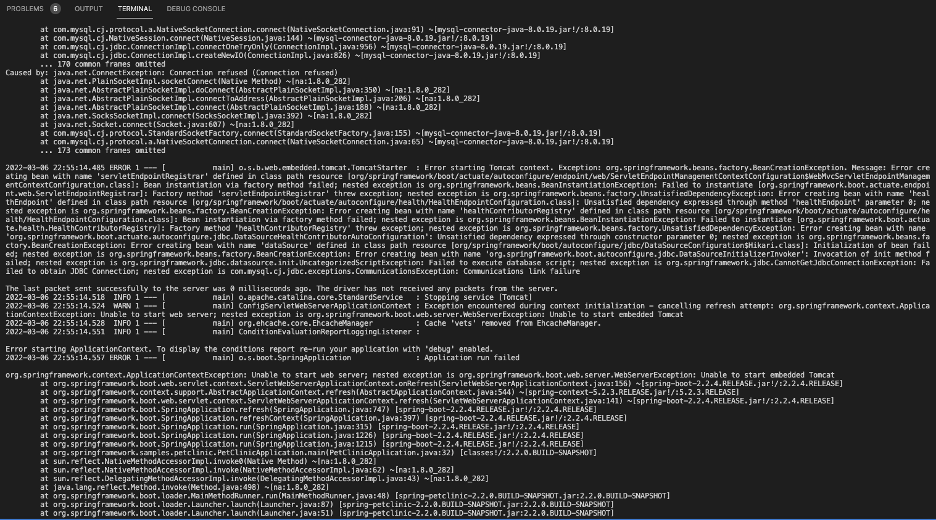 PROBLEMS 6 OUTPUT TERMINAL DEBUG CONSOLE
at com.mysql.cj.protocol.a.NativeSocketConnection.connect(NativeSocketConnection.java:91) ~[mysql-connector-java-8.0.19.jar!/:8.0.19]
at com.mysql.cj.NativeSession.connect(NativeSession.java:144) ~[mysql-connector-java-8.0.19.jar!/:8.0.19]
at com.mysql.cj.jdbc.ConnectionImpl.connectOneTryOnly(ConnectionImpl.java:956) ~[mysql-connector-java-8.0.19.jar!/:8.0.19]
at com.mysql.cj.jdbc.ConnectionImpl.createNewIO(ConnectionImpl.java:826) ~[mysql-connector-java-8.0.19.jar!/:8.0.19]
... 170 common frames omitted
Caused by: java.net.ConnectException: Connection refused (Connection refused)
at java.net.PlainSocketImpl.socketConnect(Native Method) ~[na:1.8.0_282]
at java.net.AbstractPlainSocketImpl.doConnect(AbstractPlainSocketImpl.java:350) ~[na:1.8.0_282]
at java.net.AbstractPlainSocketImpl.connectToAddress(AbstractPlainSocketImpl.java:206) ~[na:1.8.0_282]
at java.net.AbstractPlainSocketImpl.connect(AbstractPlainSocketImpl.java:188) ~[na:1.8.0_282]
at java.net.SocksSocketImpl.connect(SocksSocketImpl.java:392) ~[na:1.8.0_282]
at java.net.Socket.connect(Socket.java:607) ~[na:1.8.0_282]
at com.mysql.cj.protocol.StandardSocketFactory.connect(StandardSocketFactory.java:155) ~[mysql-connector-java-8.0.19.jar!/:8.0.19]
at com.mysql.cj.protocol.a.NativeSocketConnection.connect(NativeSocketConnection.java:65) ~[mysql-connector-java-8.0.19.jar!/:8.0.19]
... 173 common frames omitted
2022-03-06 22:55:14.485 ERROR 1 --- [ main] o.s.b.web.embedded.tomcat.TomcatStarter : Error starting Tomcat context. Exception: org.springframework.beans.factory.BeanCreationException. Message: Error cre
ating bean with name 'servletEndpointRegistrar' defined in class path resource [org/springframework/boot/actuate/autoconfigure/endpoint/web/ServletEndpointManagementContextConfiguration$WebMvcServletEndpointManagem
entContextConfiguration.class]: Bean instantiation via factory method failed; nested exception is org.springframework.beans.BeanInstantiationException: Failed to instantiate [org.springframework.boot.actuate.endpoi
nt.web.ServletEndpointRegistrar]: Factory method 'servletEndpointRegistrar' threw exception; nested exception is org.springframework.beans.factory.UnsatisfiedDependencyException: Error creating bean with name 'heal
thEndpoint' defined in class path resource [org/springframework/boot/actuate/autoconfigure/health/HealthEndpointConfiguration.class]: Unsatisfied dependency expressed through method 'healthEndpoint' parameter 0; ne
sted exception is org.springframework.beans.factory.BeanCreationException: Error creating bean with name 'healthContributorRegistry' defined in class path resource [org/springframework/boot/actuate/autoconfigure/he
alth/HealthEndpointConfiguration.class]: Bean instantiation via factory method failed; nested exception is org.springframework.beans.BeanInstantiationException: Failed to instantiate [org.springframework.boot.actua
te.health.HealthContributorRegistry]: Factory method 'healthContributorRegistry' threw exception; nested exception is org.springframework.beans.factory.UnsatisfiedDependencyException: Error creating bean with name
'org.springframework.boot.actuate.autoconfigure.jdbc.DataSourceHealthContributorAutoConfiguration': Unsatisfied dependency expressed through constructor parameter 0; nested exception is org.springframework.beans.fac
tory.BeanCreationException: Error creating bean with name 'dataSource' defined in class path resource [org/springframework/boot/autoconfigure/jdbc/DataSourceConfiguration$Hikari.class]: Initialization of bean fail
ed; nested exception is org.springframework.beans.factory.BeanCreationException: Error creating bean with name 'org.springframework.boot.autoconfigure.jdbc.DataSourceInitializerInvoker': Invocation of init method f
ailed; nested exception is org.springframework.jdbc.datasource.init.UncategorizedScriptException: Failed to execute database script; nested exception is org.springframework.jdbc.CannotGetJdbcConnectionException: Fa
iled to obtain JDBC Connection; nested exception is com.mysql.cj.jdbc.exceptions.CommunicationsException: Communications link failure
The last packet sent successfully to the server was 0 milliseconds ago. The driver has not received any packets from the server.
2022-03-06 22:55:14.518 INFO 1 --- [ main] o.apache.catalina.core.StandardService : Stopping service [Tomcat]
2022-03-06 22:55:14.524 WARN 1 --- [ main] ConfigServletWebServerApplicationContext : Exception encountered during context initialization - cancelling refresh attempt: org.springframework.context.Applica
tionContextException: Unable to start web server; nested exception is org.springframework.boot.web.server.WebServerException: Unable to start embedded Tomcat
2022-03-06 22:55:14.528 INFO 1 --- [ main] org.ehcache.core.EhcacheManager : Cache 'vets' removed from EhcacheManager.
2022-03-06 22:55:14.551 INFO 1 --- [ main] ConditionEvaluationReportLoggingListener :
Error starting ApplicationContext. To display the conditions report re-run your application with 'debug' enabled.
2022-03-06 22:55:14.557 ERROR 1 --- [ main] o.s.boot.SpringApplication : Application run failed
org.springframework.context.ApplicationContextException: Unable to start web server; nested exception is org.springframework.boot.web.server.WebServerException: Unable to start embedded Tomcat
at org.springframework.boot.web.servlet.context.ServletWebServerApplicationContext.onRefresh(ServletWebServerApplicationContext.java:156) ~[spring-boot-2.2.4.RELEASE.jar!/:2.2.4.RELEASE]
at org.springframework.context.support.AbstractApplicationContext.refresh(AbstractApplicationContext.java:544) ~[spring-context-5.2.3.RELEASE.jar!/:5.2.3.RELEASE]
at org.springframework.boot.web.servlet.context.ServletWebServerApplicationContext.refresh(ServletWebServerApplicationContext.java:141) ~[spring-boot-2.2.4.RELEASE.jar!/:2.2.4.RELEASE]
at org.springframework.boot.SpringApplication.refresh(SpringApplication.java:747) [spring-boot-2.2.4.RELEASE.jar!/:2.2.4.RELEASE]
at org.springframework.boot.SpringApplication.refreshContext(SpringApplication.java:397) [spring-boot-2.2.4.RELEASE.jar!/:2.2.4.RELEASE]
at org.springframework.boot.SpringApplication.run(SpringApplication.java:315) [spring-boot-2.2.4.RELEASE.jar!/:2.2.4.RELEASE]
at org.springframework.boot.SpringApplication.run(SpringApplication.java:1226) [spring-boot-2.2.4.RELEASE.jar!/:2.2.4.RELEASE]
at org.springframework.boot.SpringApplication.run(SpringApplication.java:1215) [spring-boot-2.2.4.RELEASE.jar!/:2.2.4.RELEASE]
at org.springframework.samples.petclinic.PetClinicApplication.main(PetClinicApplication.java:32) [classes!/:2.2.0.BUILD-SNAPSHOT]
at sun.reflect.NativeMethodAccessorImpl.invoke0(Native Method) ~[na:1.8.0_282]
at sun.reflect.NativeMethodAccessorImpl.invoke(NativeMethodAccessorImpl.java:62) ~[na:1.8.0_282]
at sun.reflect.DelegatingMethodAccessorImpl.invoke(DelegatingMethodAccessorImpl.java:43) ~[na:1.8.0_282]
at java.lang.reflect.Method.invoke(Method.java:498) ~[na:1.8.0_282]
at org.springframework.boot.loader.MainMethodRunner.run(MainMethodRunner.java:48) [spring-petclinic-2.2.0.BUILD-SNAPSHOT.jar:2.2.0.BUILD-SNAPSHOT]
at org.springframework.boot.loader.Launcher.launch(Launcher.java:87) [spring-petclinic-2.2.0.BUILD-SNAPSHOT.jar:2.2.0.BUILD-SNAPSHOT]
at org.springframework.boot.loader.Launcher.launch(Launcher.java:51) [spring-petclinic-2.2.0.BUILD-SNAPSHOT.jar:2.2.0.BUILD-SNAPSHOT]